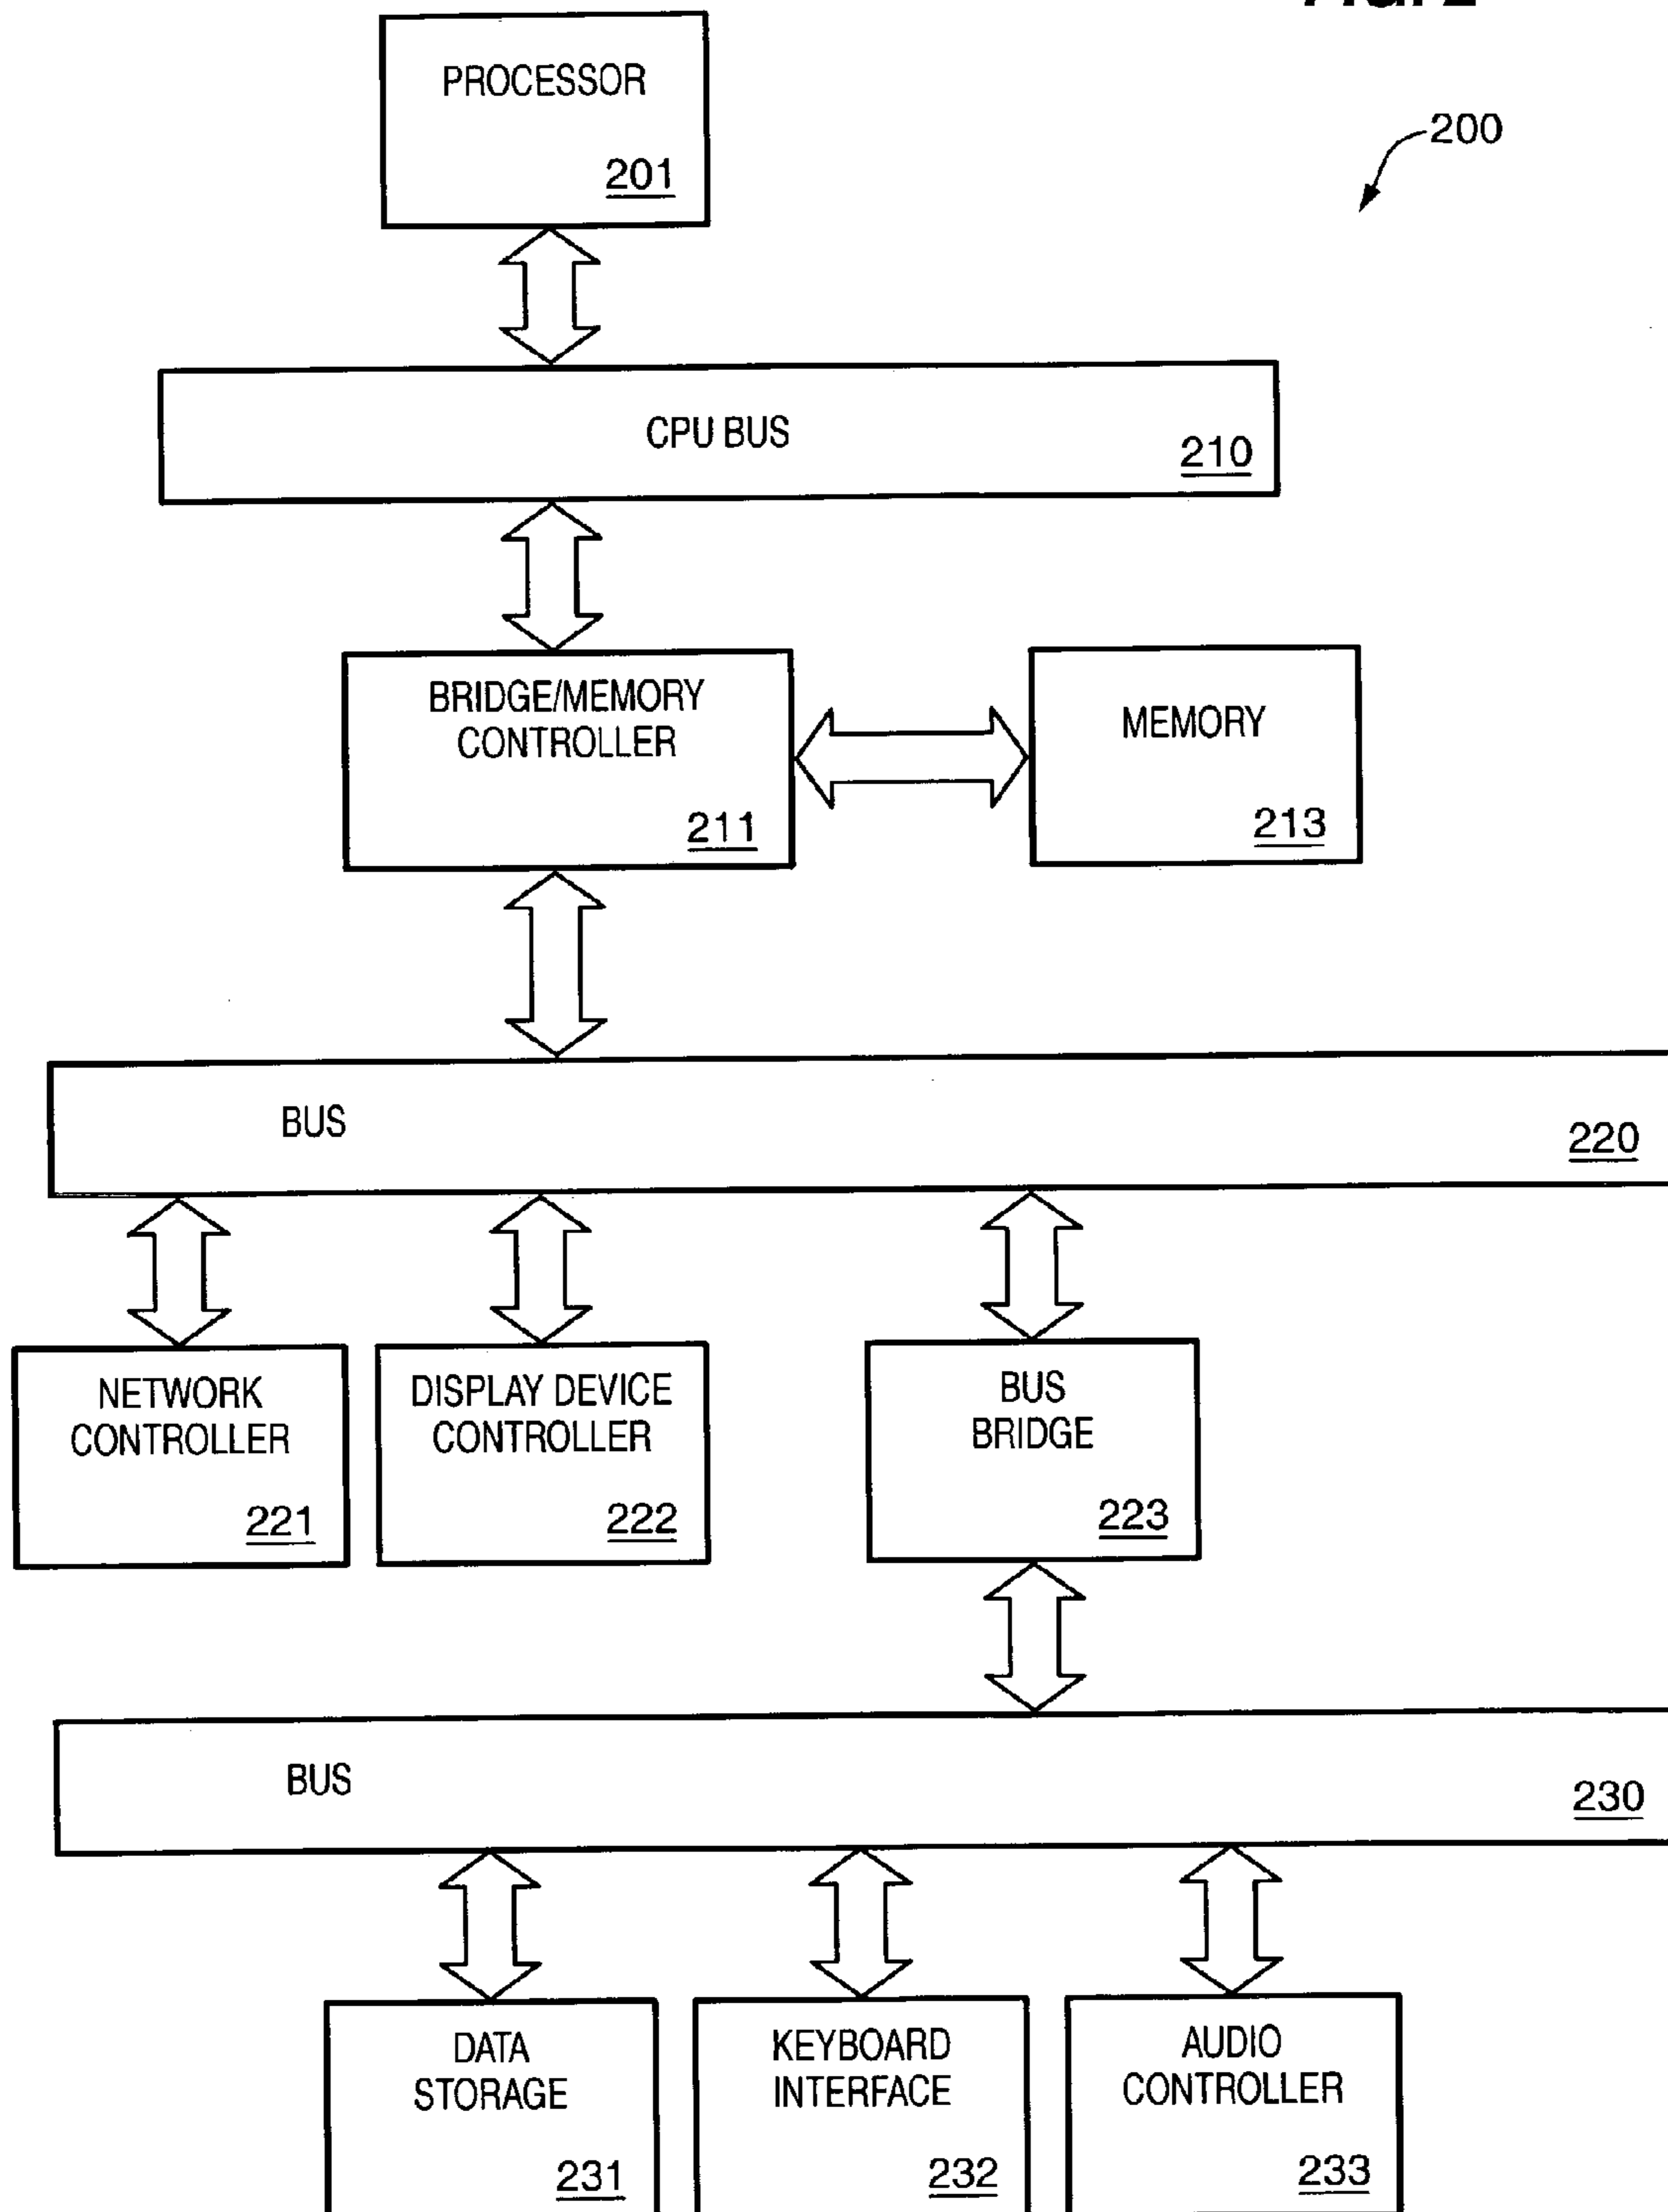 200
PROCESSOR
201
CPU BUS
210
BRIDGE/MEMORY
CONTROLLER
211
MEMORY
213
BUS
220
NETWORK
CONTROLLER
221
DISPLAY DEVICE
CONTROLLER
222
BUS
BRIDGE
223
BUS
230
DATA
STORAGE
231
KEYBOARD
INTERFACE
232
AUDIO
CONTROLLER
233